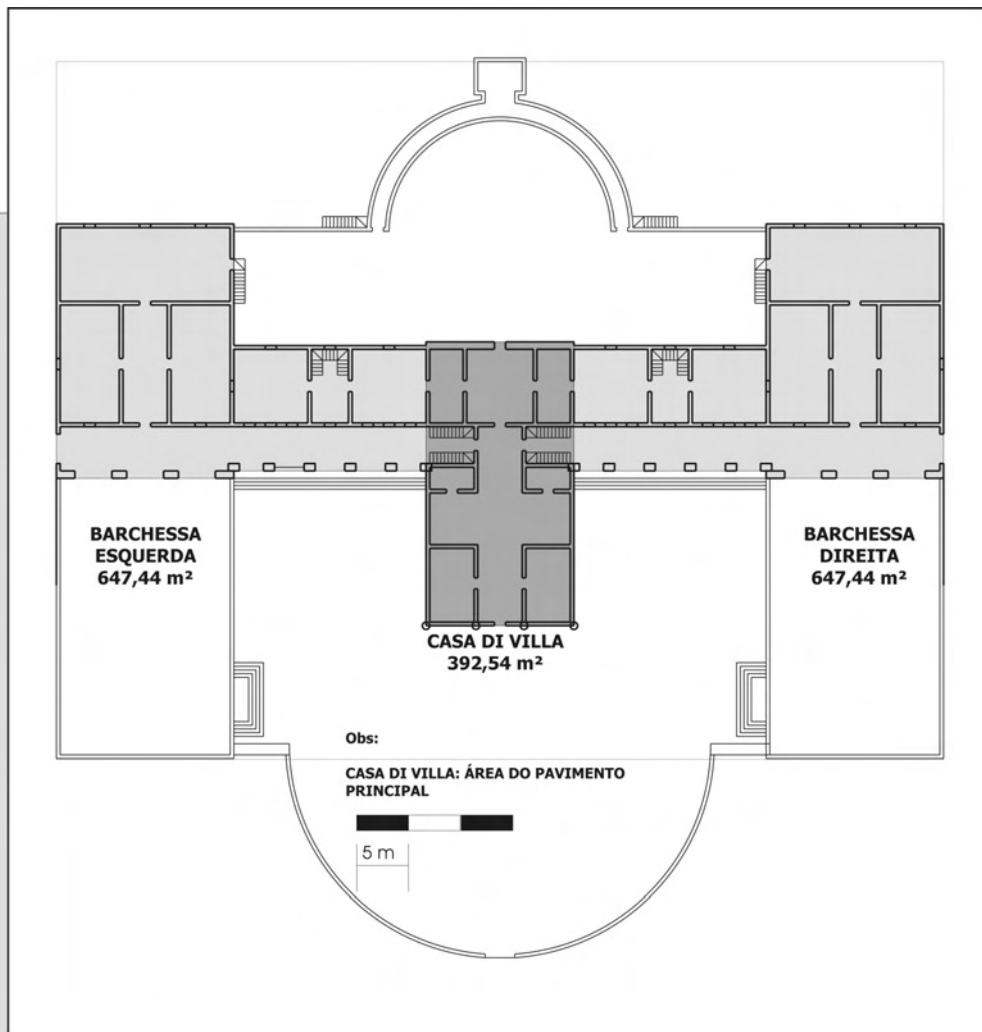 BARCHESSA
ESQUERDA
647,44 m²
BARCHESSA
DIREITA
647,44 m²
CASA DI VILLA
392,54 m²
Obs:
CASA DI VILLA: ÁREA DO PAVIMENTO
PRINCIPAL
5 m